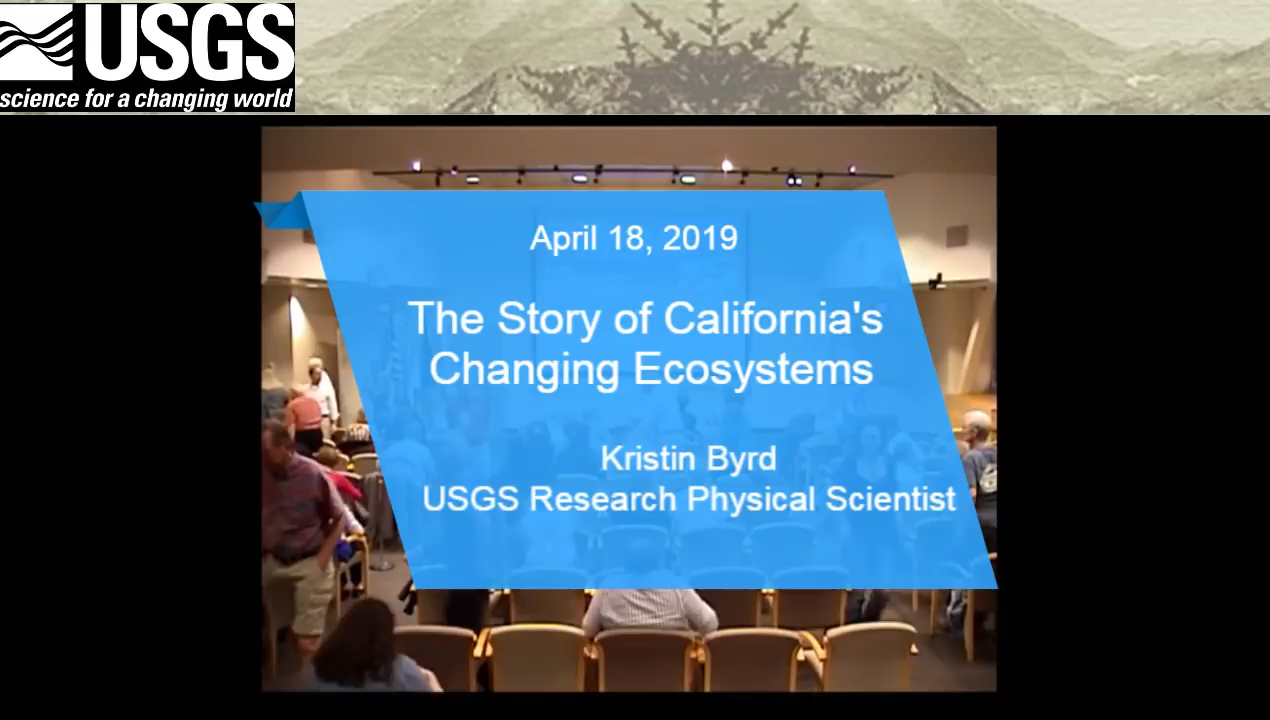 USGS
science for a changing world
April 18, 2019
The Story of California's
Changing Ecosystems
Kristin Byrd
USGS Research Physical Scientist